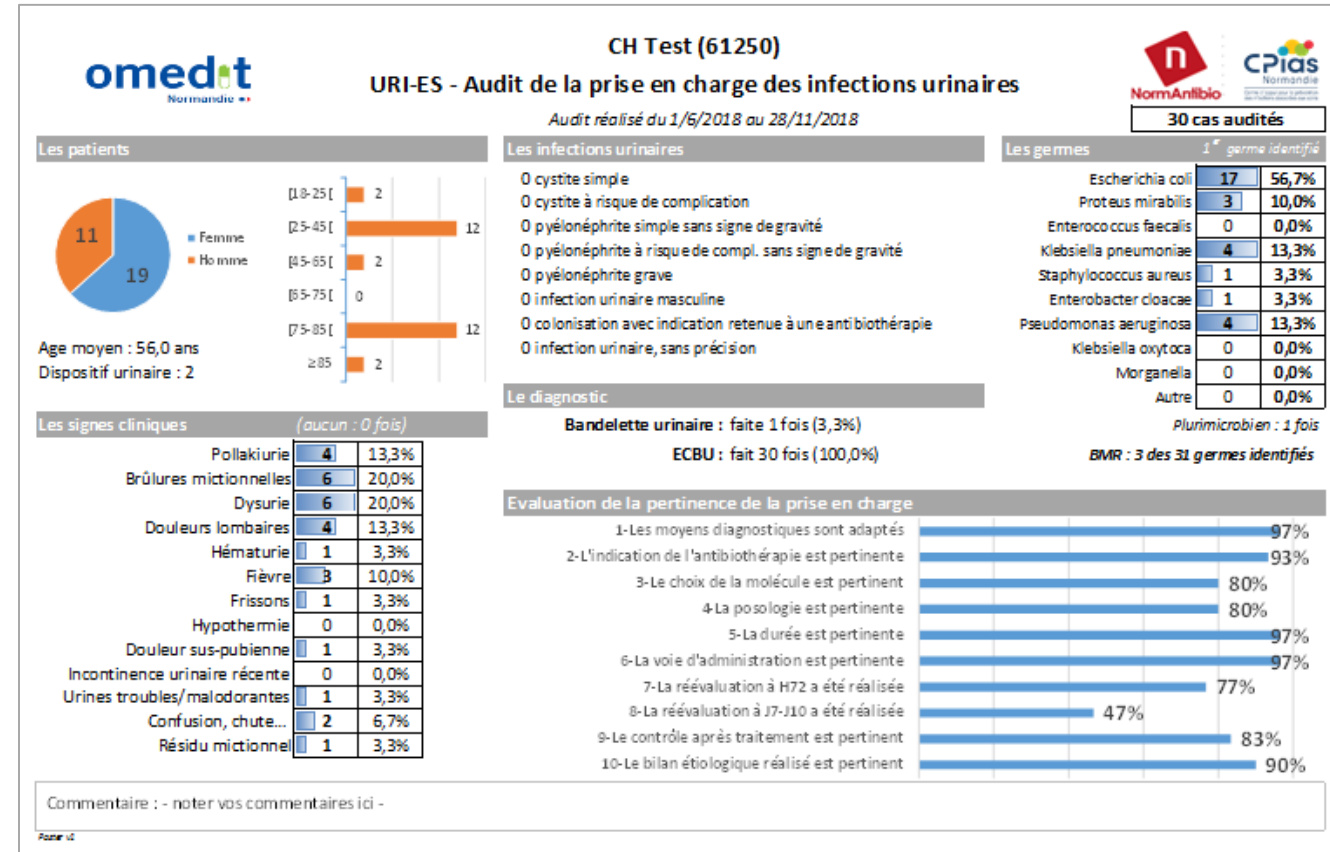 omedit
Normandie
CH Test (61250)
URI-ES - Audit de la prise en charge des infections urinaires
Audit réalisé du 1/6/2018 au 28/11/2018
NormAntibio
CPias
Normandie
30 cas audités
Les patients
11
19
Femme
Homme
[18-25[ 2
[25-45[ 12
[45-65[ 2
[65-75[ 0
[75-85[ 12
≥85 2
Age moyen : 56,0 ans
Dispositif urinaire : 2
Les signes cliniques (aucun : 0 fois)
Pollakiurie 4 13,3%
Brûlures mictionnelles 6 20,0%
Dysurie 6 20,0%
Douleurs lombaires 4 13,3%
Hématurie 1 3,3%
Fièvre 3 10,0%
Frissons 1 3,3%
Hypothermie 0 0,0%
Douleur sus-pubienne 1 3,3%
Incontinence urinaire récente 0 0,0%
Urines troubles/malodorantes 1 3,3%
Confusion, chute... 2 6,7%
Résidu mictionnel 1 3,3%
Les infections urinaires
0 cystite simple
0 cystite à risque de complication
0 pyélonéphrite simple sans signe de gravité
0 pyélonéphrite à risque de compl. sans signe de gravité
0 pyélonéphrite grave
0 infection urinaire masculine
0 colonisation avec indication retenue à une antibiothérapie
0 infection urinaire, sans précision
Le diagnostic
Bandelette urinaire : faite 1 fois (3,3%)
ECBU : fait 30 fois (100,0%)
Les germes 1er germe identifié
Escherichia coli 17 56,7%
Proteus mirabilis 3 10,0%
Enterococcus faecalis 0 0,0%
Klebsiella pneumoniae 4 13,3%
Staphylococcus aureus 1 3,3%
Enterobacter cloacae 1 3,3%
Pseudomonas aeruginosa 4 13,3%
Klebsiella oxytoca 0 0,0%
Morganella 0 0,0%
Autre 0 0,0%
Plurimicrobien : 1 fois
BMR : 3 des 31 germes identifiés
Evaluation de la pertinence de la prise en charge
1-Les moyens diagnostiques sont adaptés 97%
2-L'indication de l'antibiothérapie est pertinente 93%
3-Le choix de la molécule est pertinent 80%
4-La posologie est pertinente 80%
5-La durée est pertinente 97%
6-La voie d'administration est pertinente 97%
7-La réévaluation à H72 a été réalisée 77%
8-La réévaluation à J7-J10 a été réalisée 47%
9-Le contrôle après traitement est pertinent 83%
10-Le bilan étiologique réalisé est pertinent 90%
Commentaire : - noter vos commentaires ici -